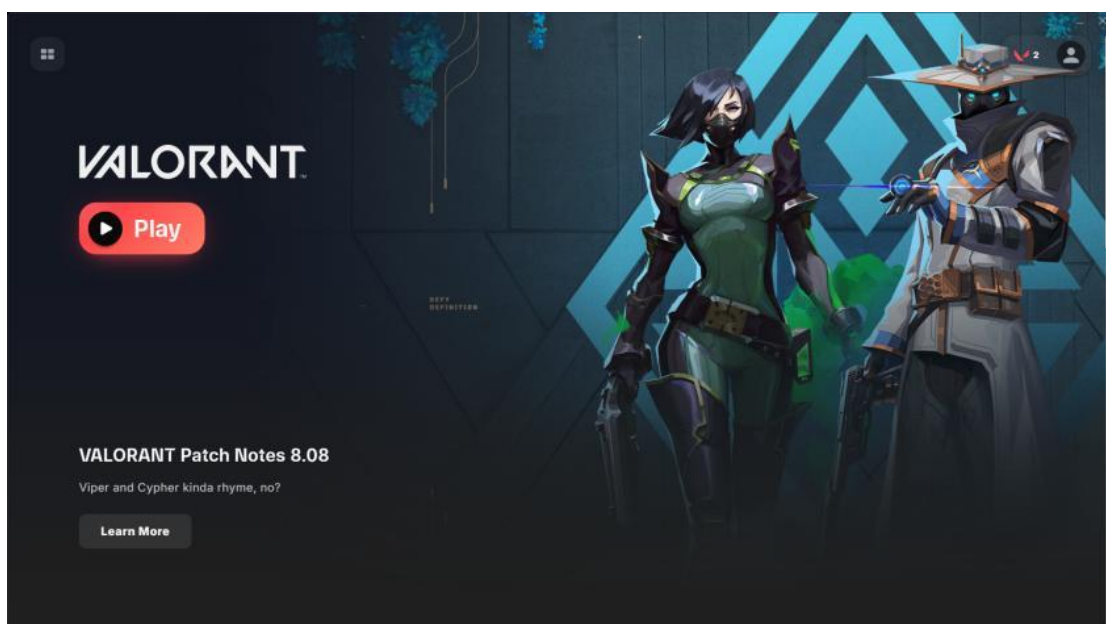 2
VALORANT
Play
DEFY
DEFINITION
VALORANT Patch Notes 8.08
Viper and Cypher kinda rhyme, no?
Learn More